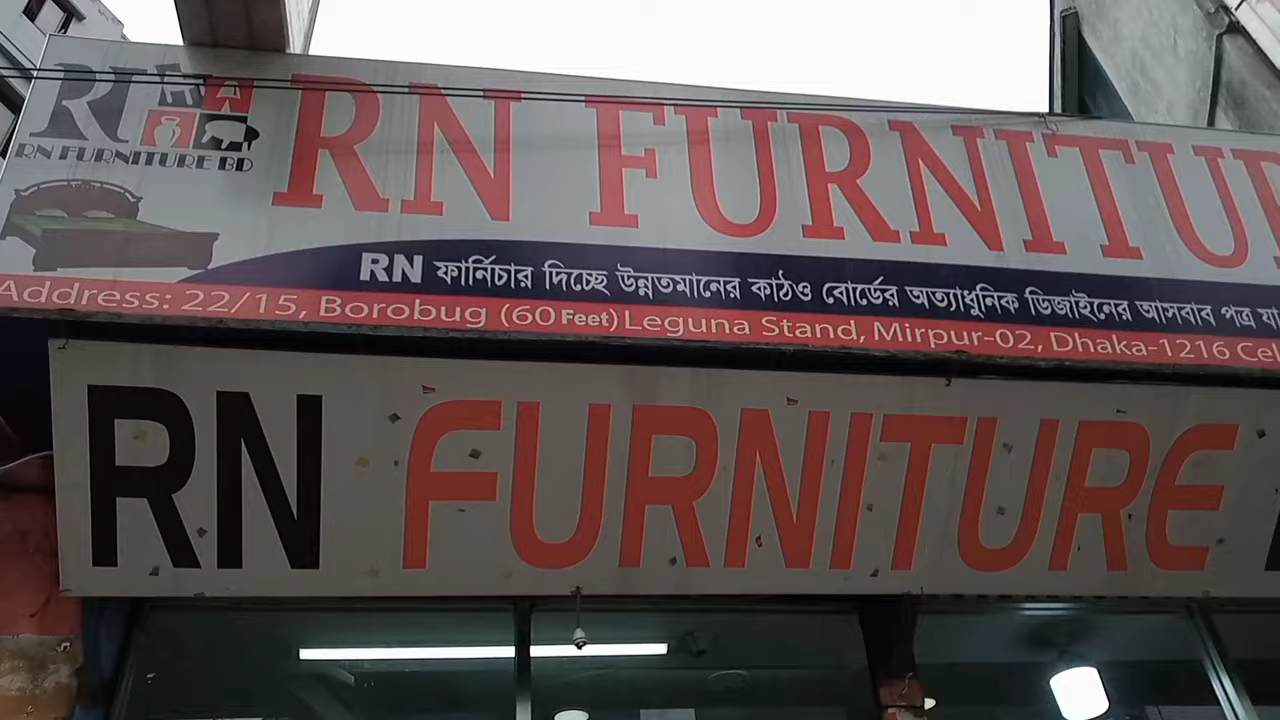 RN
RN FURNITURE BD
RN FURNITU
RN ফার্নিচার দিচ্ছে উন্নতমানের কাঠও বোর্ডের অত্যাধুনিক ডিজাইনের আসবাব পত্র যা
Address: 22/15, Borobug (60 Feet) Leguna Stand, Mirpur-02, Dhaka-1216 Cel
RN FURNITURE